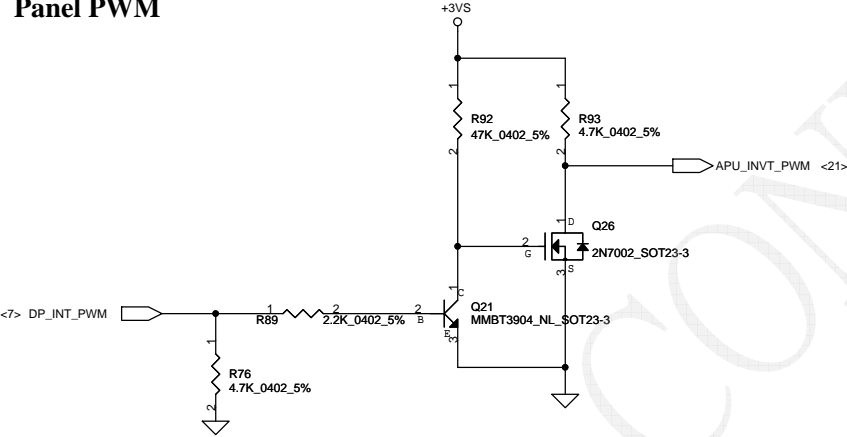 Panel PWM
+3VS
1
1
R92
47K_0402_5%
R93
4.7K_0402_5%
2
2
APU_INVT_PWM <21>
1
D
Q26
2
G
2N7002_SOT23-3
S
3
1
C
<7> DP_INT_PWM
1
R89
2
2.2K_0402_5%
2
B
Q21
MMBT3904_NL_SOT23-3
E
3
1
R76
4.7K_0402_5%
2
CON